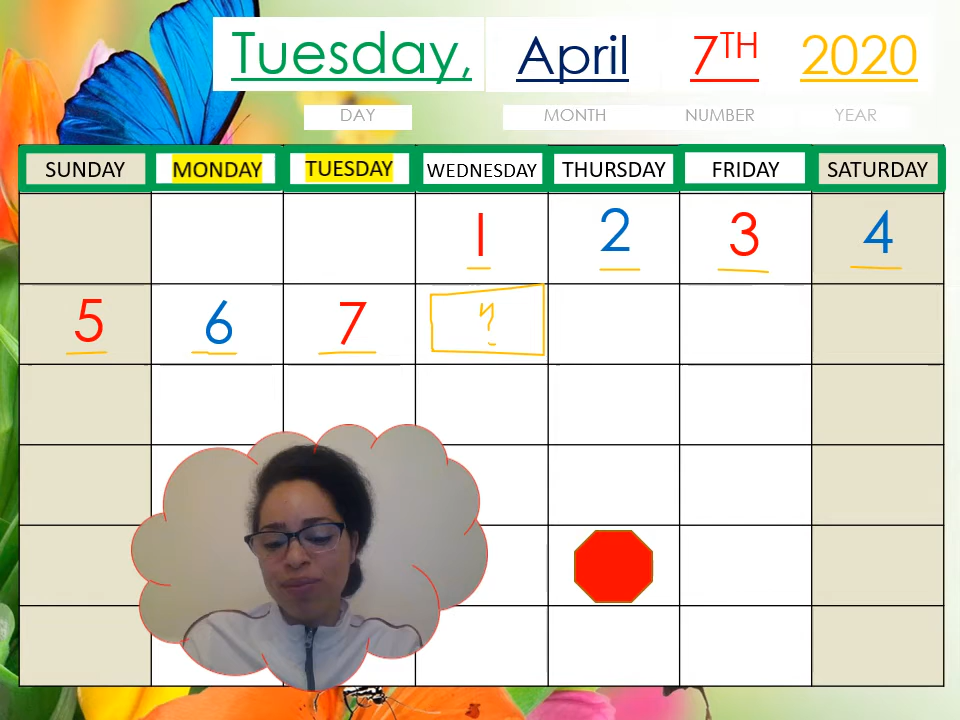 Tuesday, April 7TH 2020
DAY MONTH NUMBER YEAR
SUNDAY MONDAY TUESDAY WEDNESDAY THURSDAY FRIDAY SATURDAY
1 2 3 4
5 6 7 ?